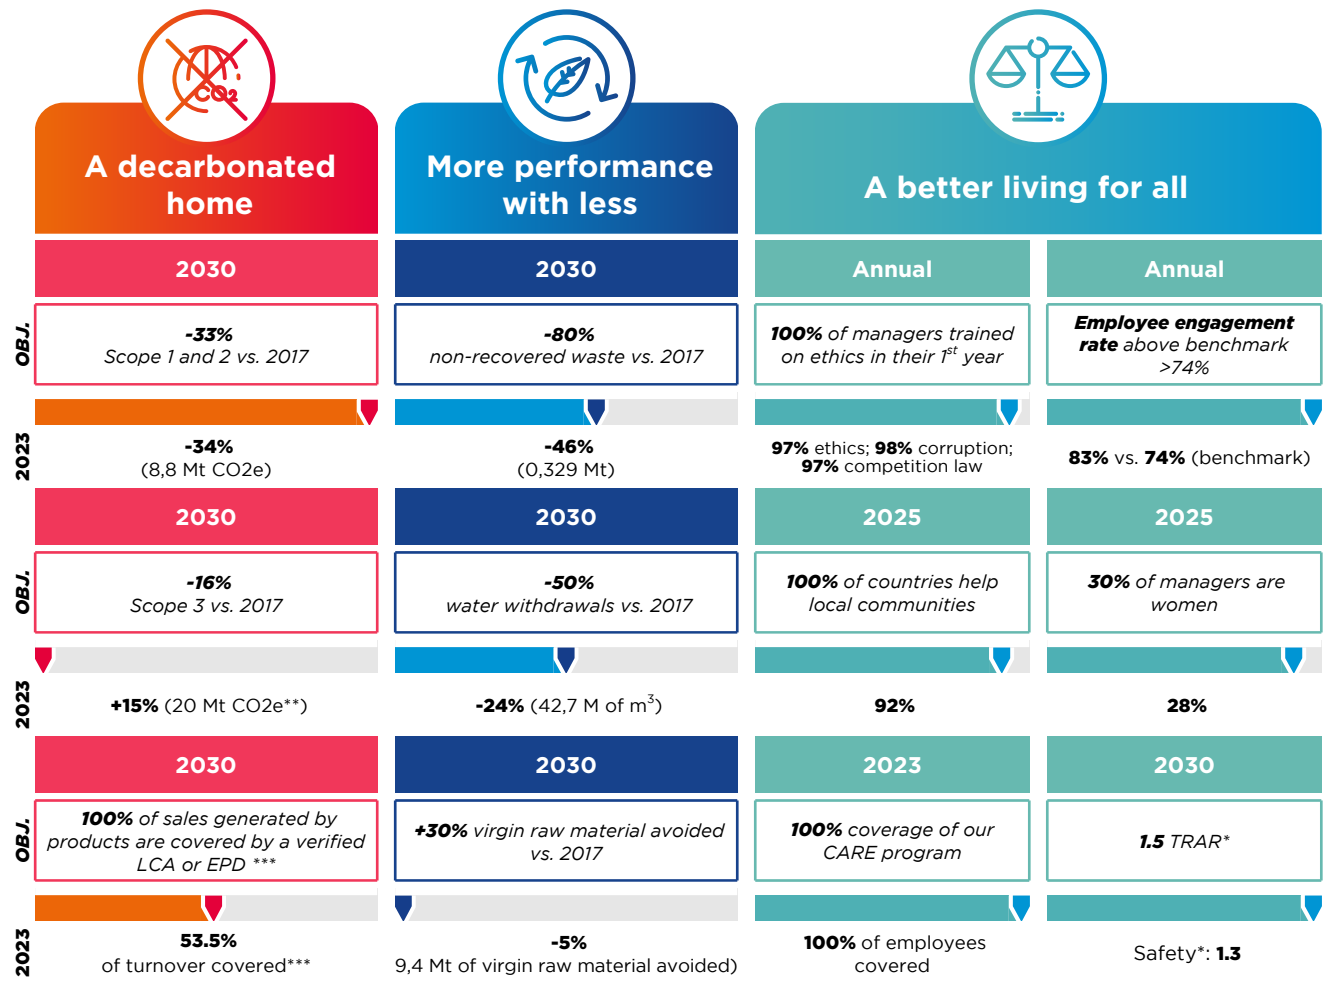 CO2
A decarbonated
home
More performance
with less
A better living for all
2030
2030
Annual
Annual
OBJ.
-33%
Scope 1 and 2 vs. 2017
-80%
non-recovered waste vs. 2017
100% of managers trained
on ethics in their 1st year
Employee engagement
rate above benchmark
>74%
2023
-34%
(8,8 Mt CO2e)
-46%
(0,329 Mt)
97% ethics; 98% corruption;
97% competition law
83% vs. 74% (benchmark)
2030
2030
2025
2025
OBJ.
-16%
Scope 3 vs. 2017
-50%
water withdrawals vs. 2017
100% of countries help
local communities
30% of managers are
women
2023
+15% (20 Mt CO2e**)
-24% (42,7 M of m3)
92%
28%
2030
2030
2023
2030
OBJ.
100% of sales generated by
products are covered by a verified
LCA or EPD ***
+30% virgin raw material avoided
vs. 2017
100% coverage of our
CARE program
1.5 TRAR*
2023
53.5%
of turnover covered***
-5%
9,4 Mt of virgin raw material avoided)
100% of employees
covered
Safety*: 1.3